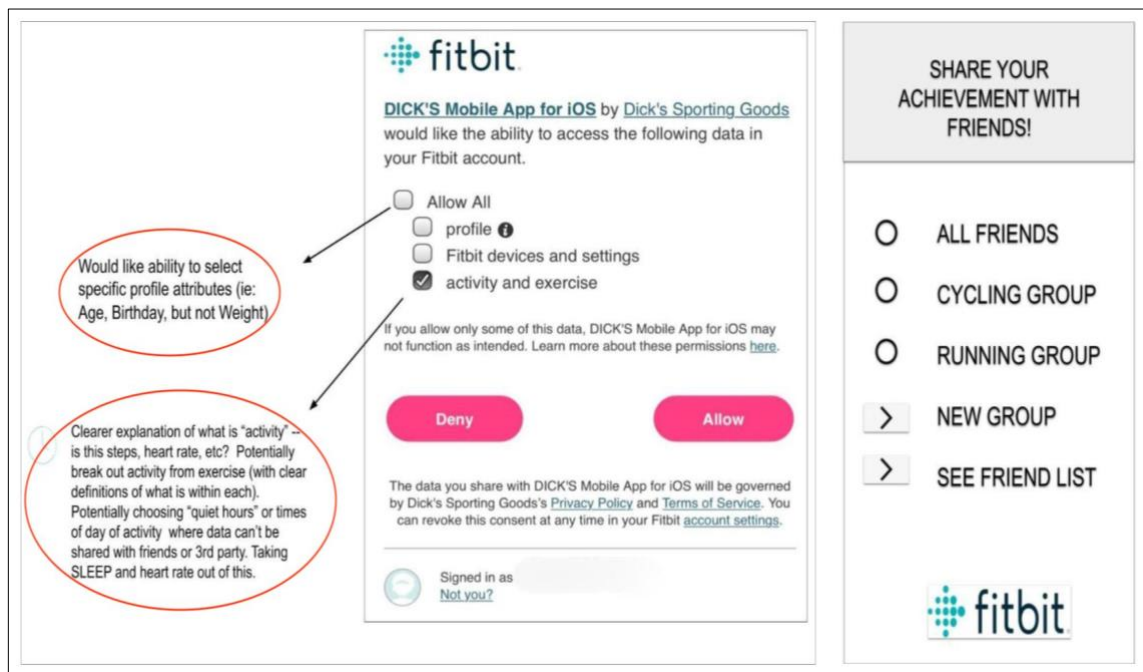 Would like ability to select
specific profile attributes (ie:
Age, Birthday, but not Weight)
Clearer explanation of what is “activity” --
is this steps, heart rate, etc? Potentially
break out activity from exercise (with clear
definitions of what is within each).
Potentially choosing “quiet hours” or times
of day of activity where data can't be
shared with friends or 3rd party. Taking
SLEEP and heart rate out of this.
fitbit
DICK'S Mobile App for iOS by Dick's Sporting Goods
would like the ability to access the following data in
your Fitbit account.
Allow All
profile
Fitbit devices and settings
activity and exercise
If you allow only some of this data, DICK'S Mobile App for iOS may
not function as intended. Learn more about these permissions here.
Deny
Allow
The data you share with DICK'S Mobile App for iOS will be governed
by Dick's Sporting Goods's Privacy Policy and Terms of Service. You
can revoke this consent at any time in your Fitbit account settings.
Signed in as
Not you?
SHARE YOUR
ACHIEVEMENT WITH
FRIENDS!
ALL FRIENDS
CYCLING GROUP
RUNNING GROUP
NEW GROUP
SEE FRIEND LIST
fitbit